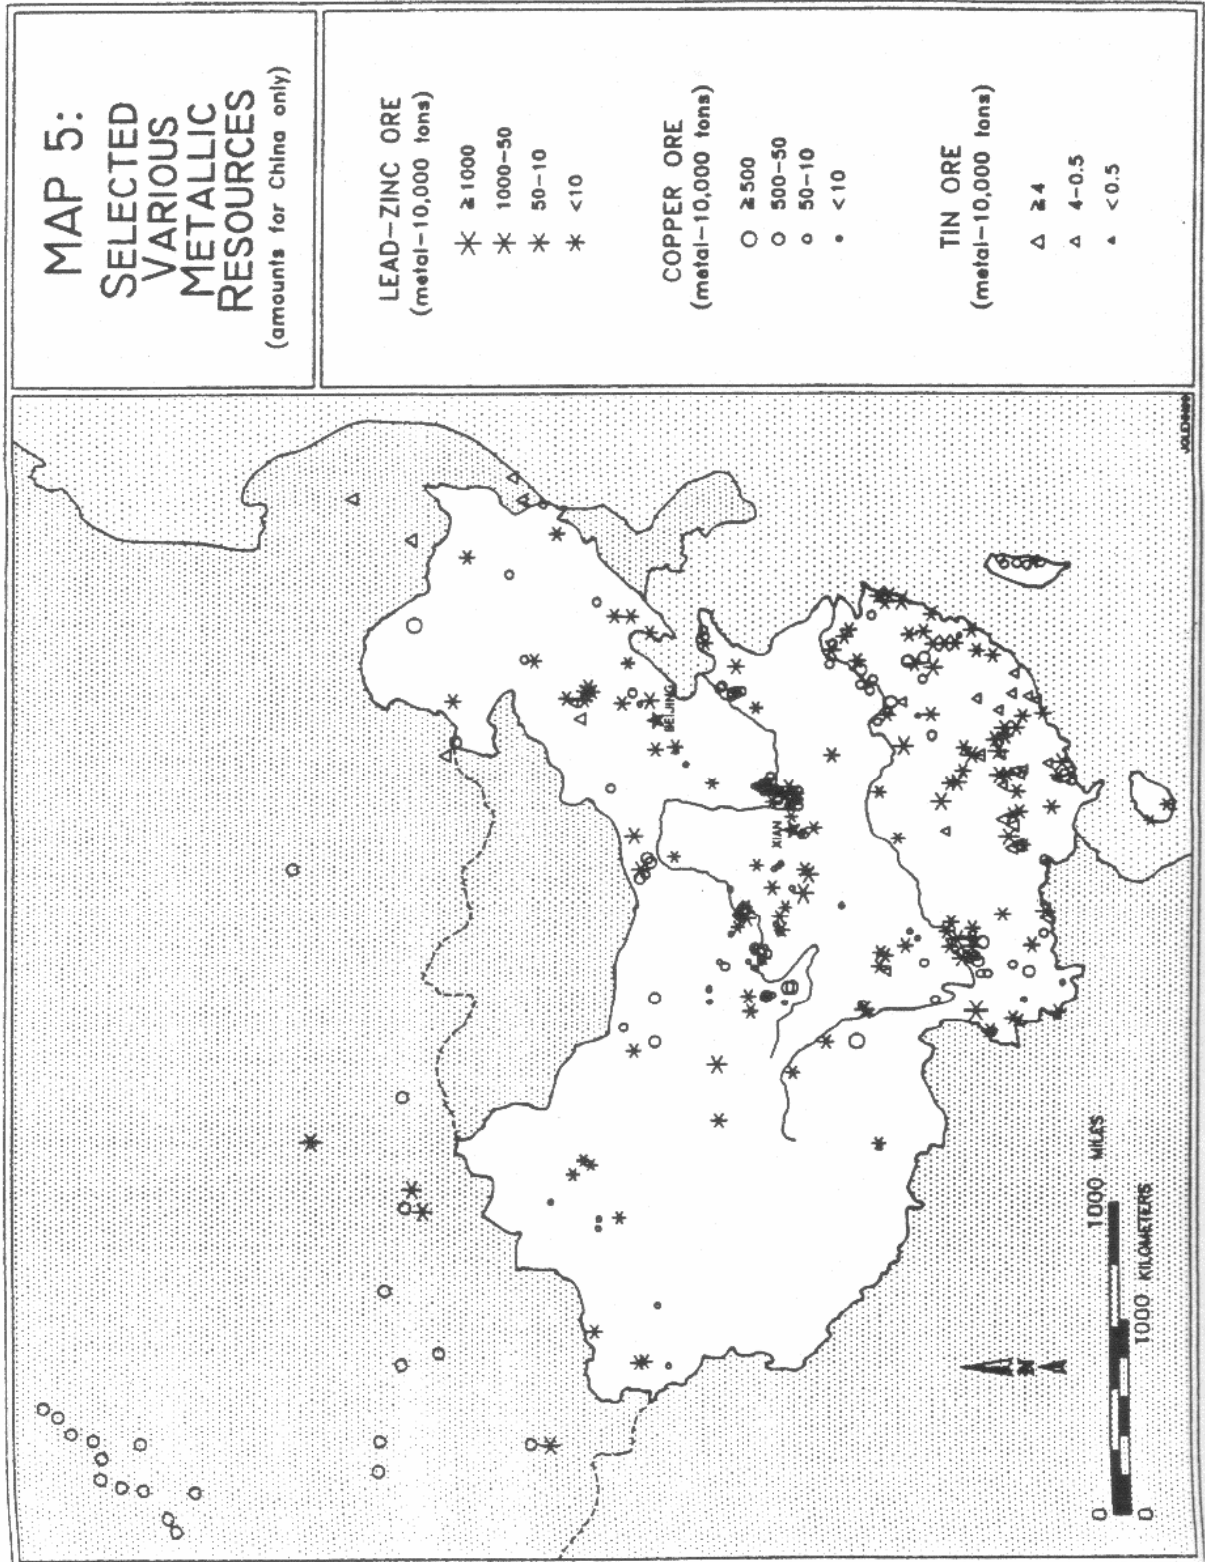 MAP 5:
SELECTED
VARIOUS
METALLIC
RESOURCES
(amounts for China only)
LEAD-ZINC ORE
(metal-10,000 tons)
≥1000
1000-50
50-10
<10
COPPER ORE
(metal-10,000 tons)
≥500
500-50
50-10
<10
TIN ORE
(metal-10,000 tons)
≥4
4-0.5
<0.5
BEIJING
XIAN
N
0 1000 MILES
0 1000 KILOMETERS